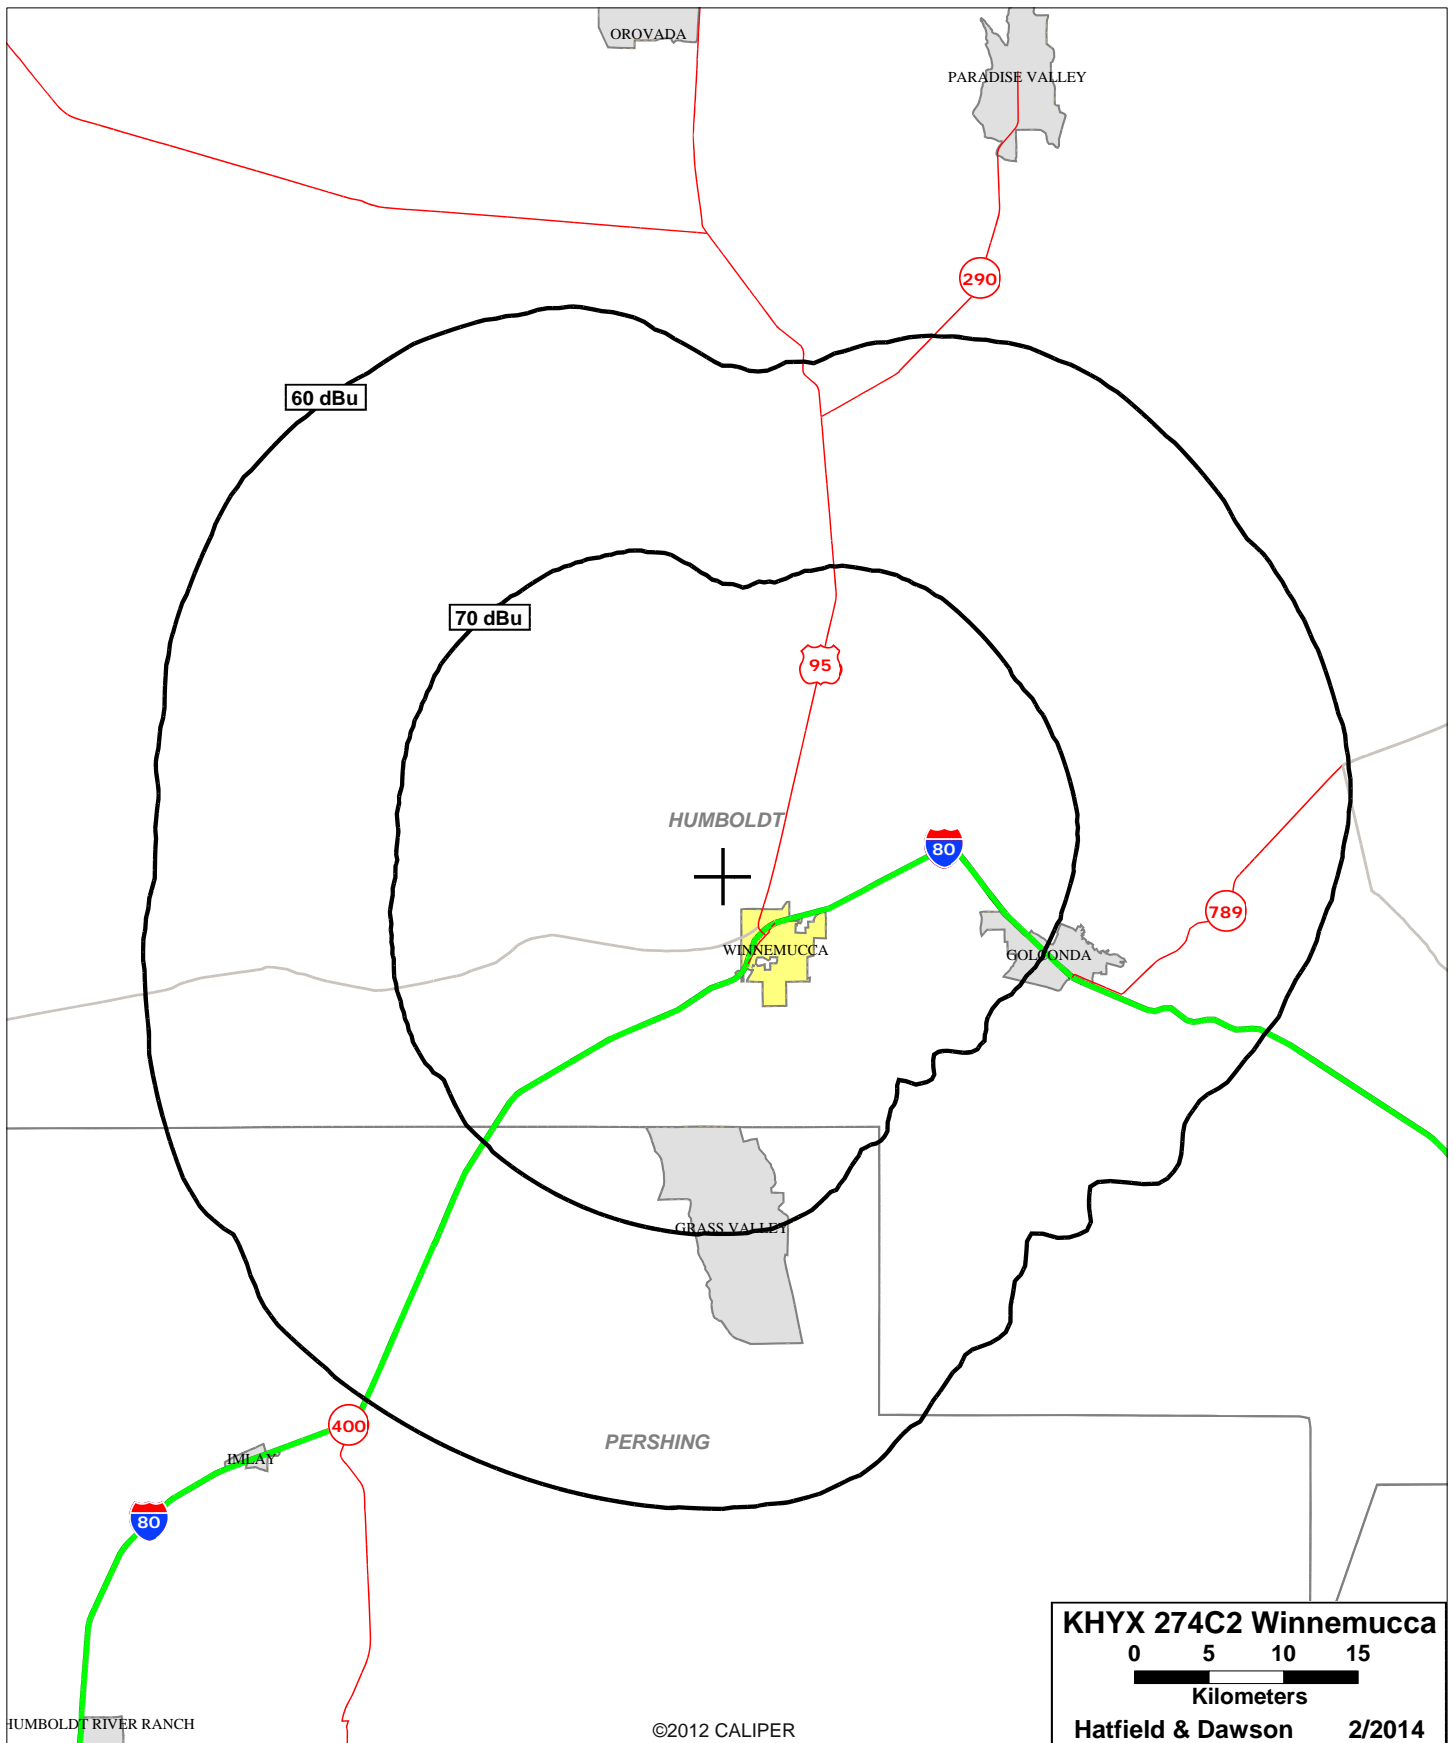 OROVADA
PARADISE VALLEY
290
60 dBu
70 dBu
95
HUMBOLDT
80
789
WINNEMUCCA
GOLCONDA
GRASS VALLEY
400
PERSHING
IMLAY
80
KHYX 274C2 Winnemucca
0 5 10 15
Kilometers
Hatfield & Dawson 2/2014
HUMBOLDT RIVER RANCH
©2012 CALIPER